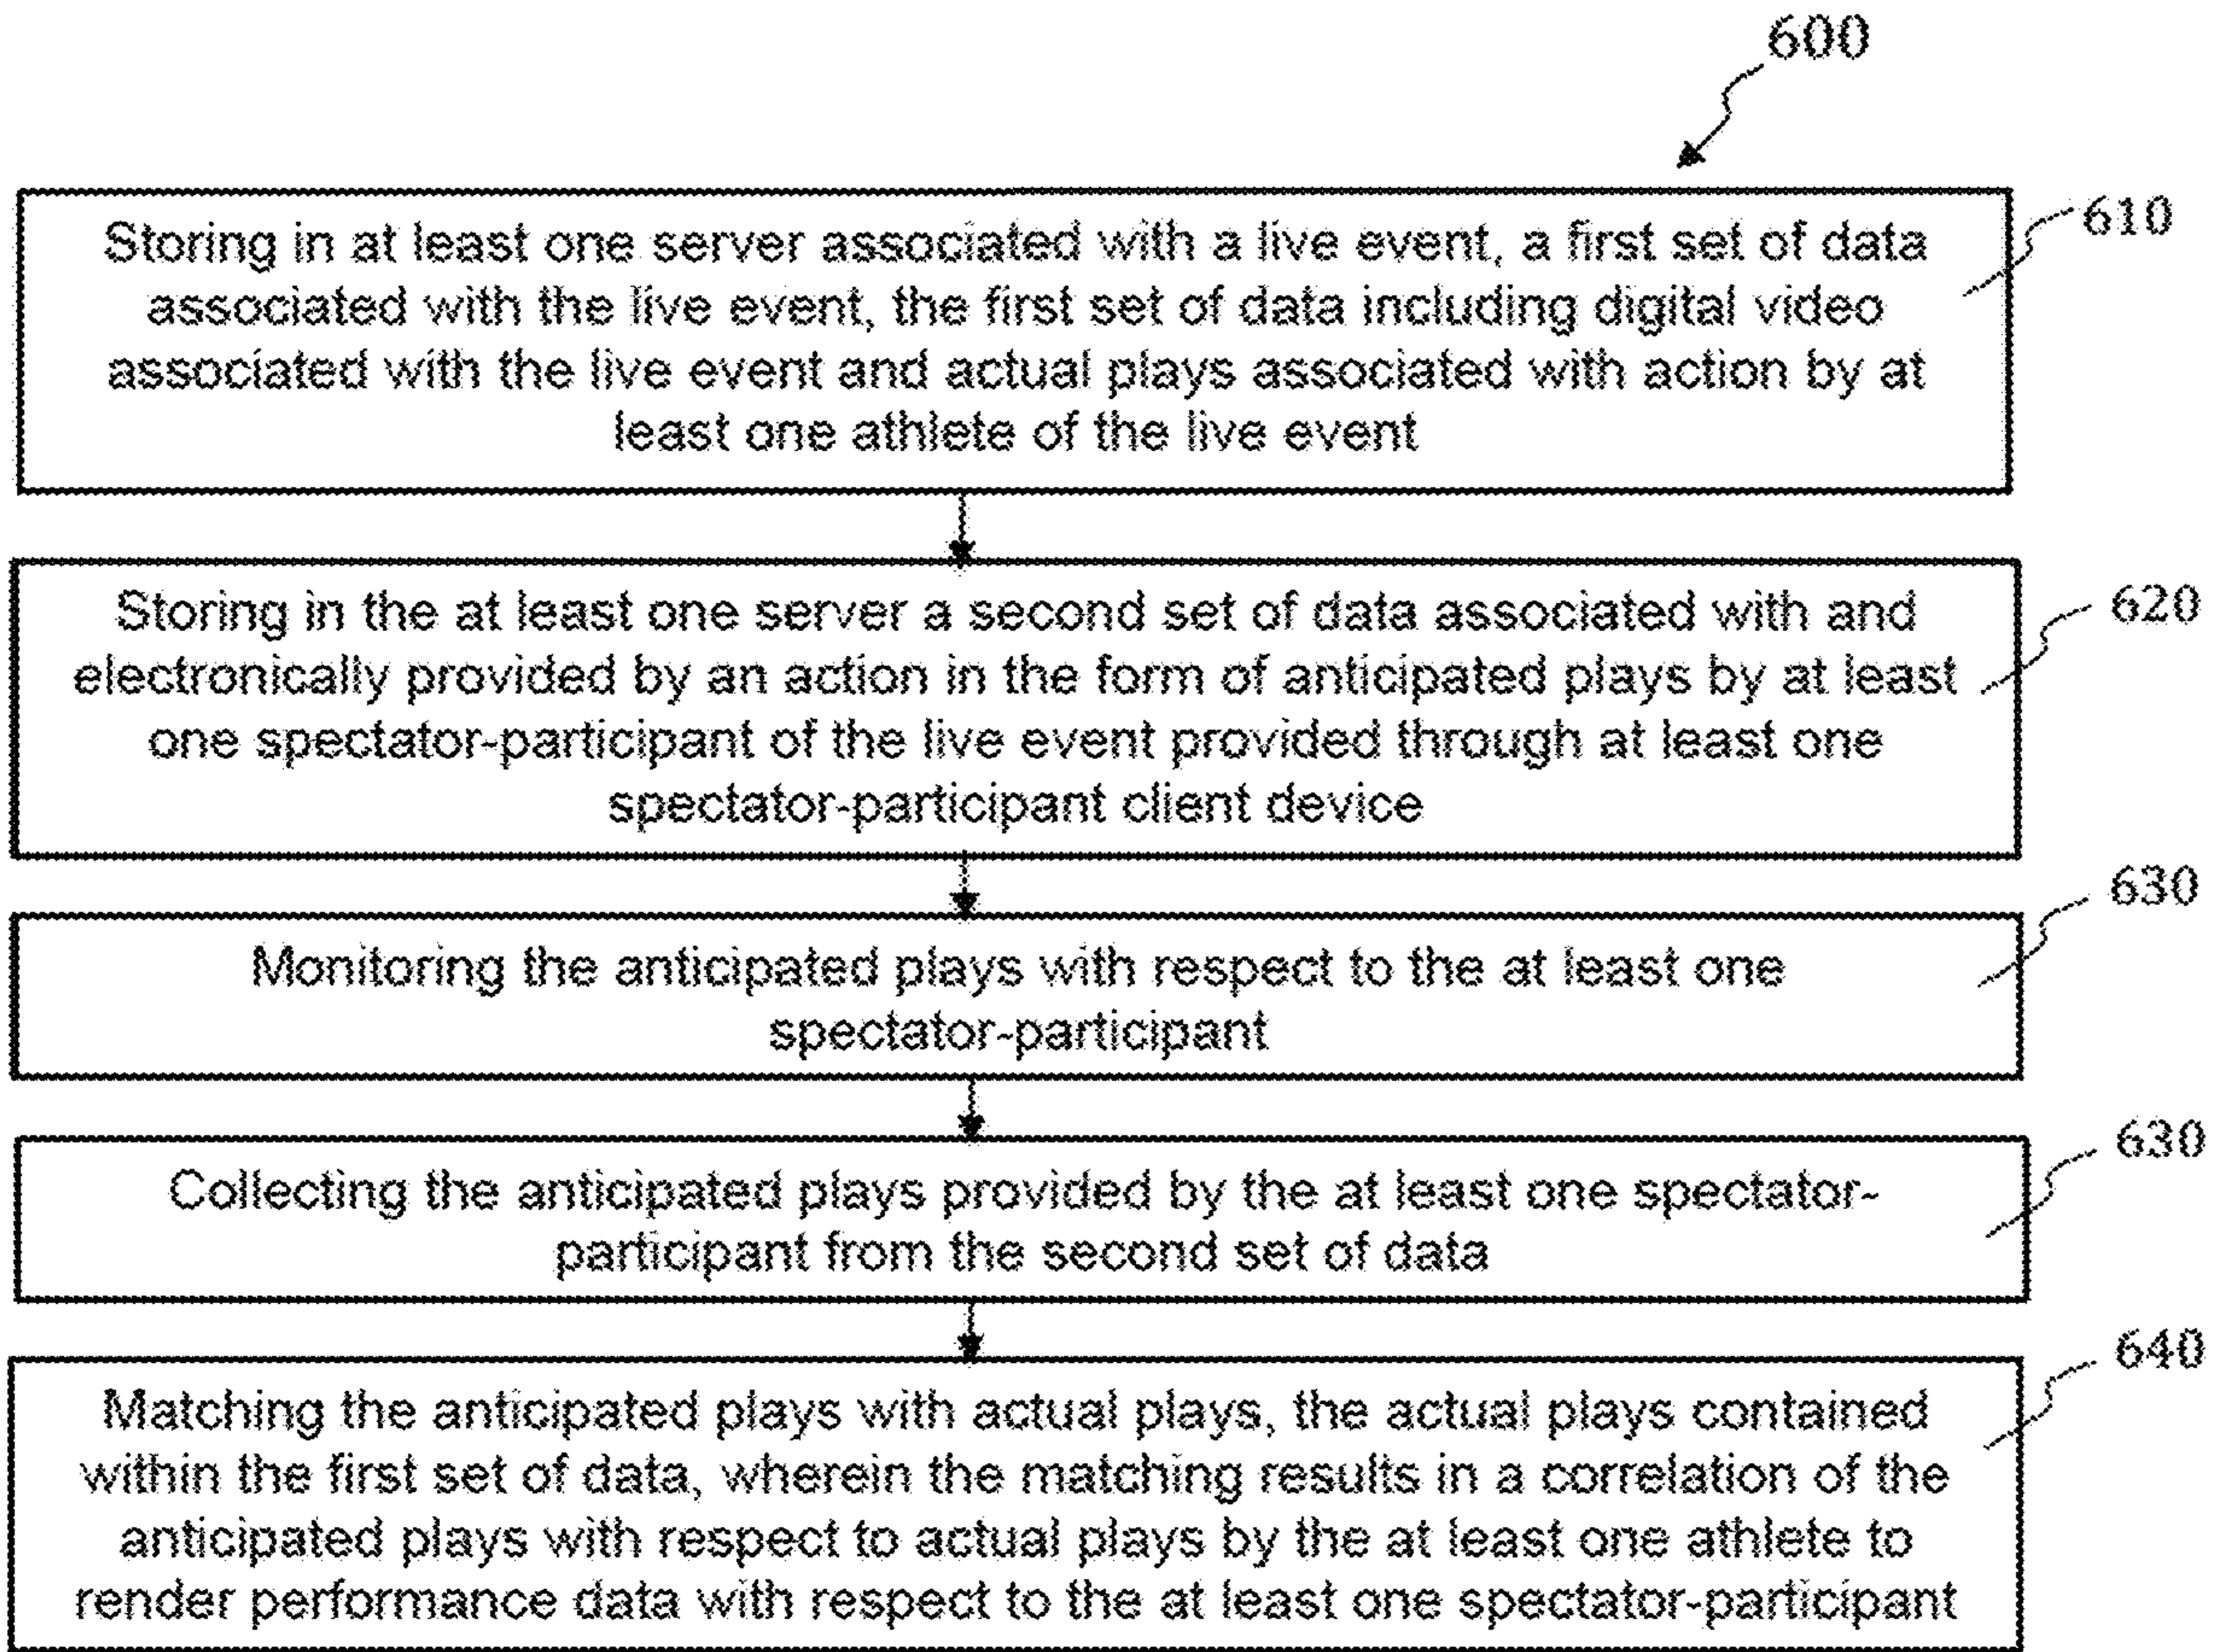 600
610
Storing in at least one server associated with a live event, a first set of data
associated with the live event, the first set of data including digital video
associated with the live event and actual plays associated with action by at
least one athlete of the live event
620
Storing in the at least one server a second set of data associated with and
electronically provided by an action in the form of anticipated plays by at least
one spectator-participant of the live event provided through at least one
spectator-participant client device
630
Monitoring the anticipated plays with respect to the at least one
spectator-participant
630
Collecting the anticipated plays provided by the at least one spectator-
participant from the second set of data
640
Matching the anticipated plays with actual plays, the actual plays contained
within the first set of data, wherein the matching results in a correlation of the
anticipated plays with respect to actual plays by the at least one athlete to
render performance data with respect to the at least one spectator-participant